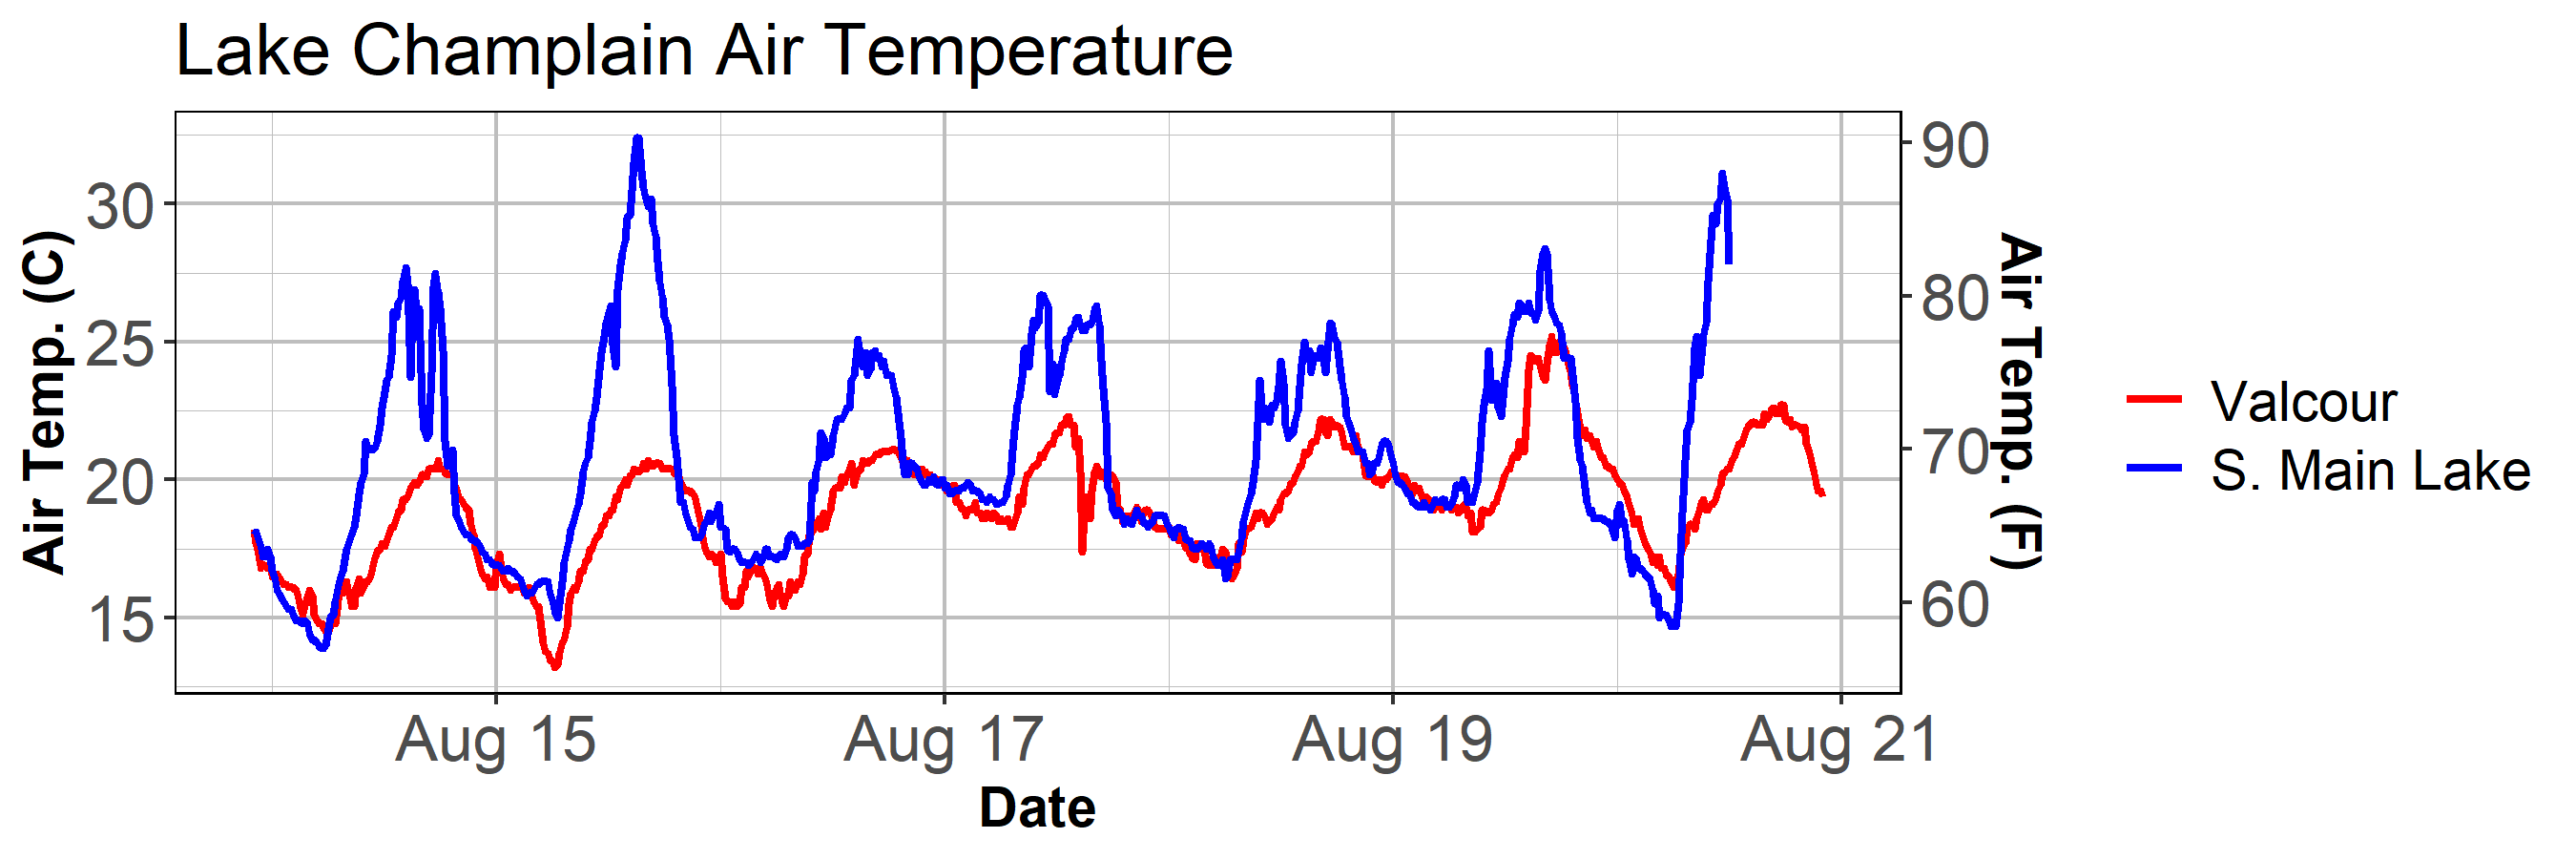 Lake Champlain Air Temperature
Air Temp. (C)
30
25
20
15
90
80
70
60
Air Temp. (F)
Aug 15
Aug 17
Aug 19
Aug 21
Date
Valcour
S. Main Lake